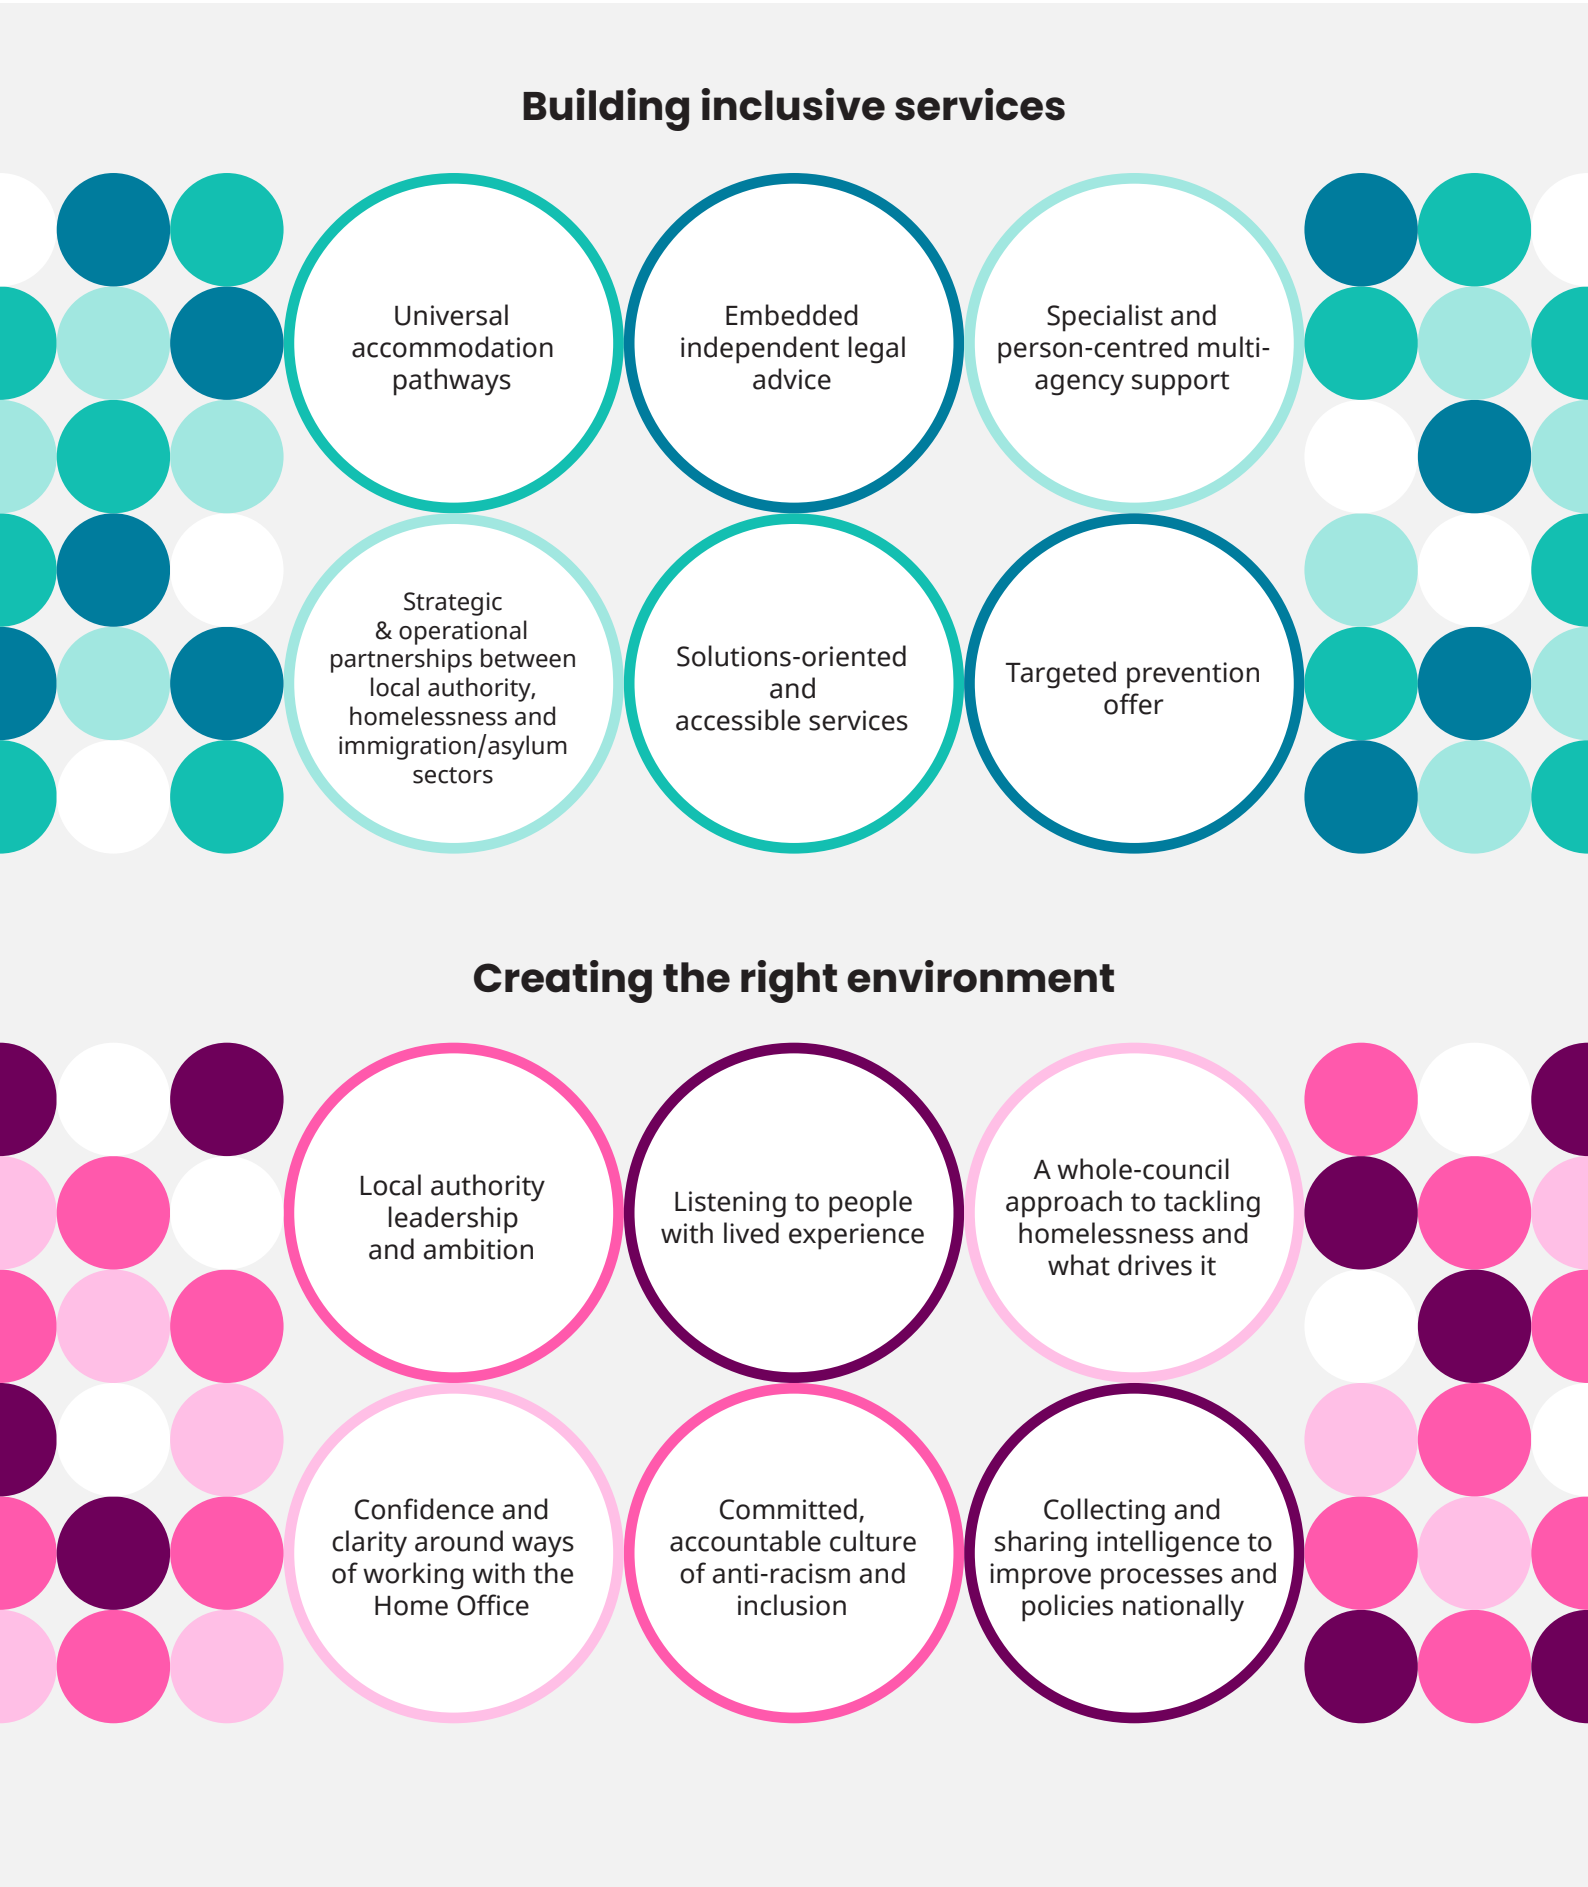 Building inclusive services
Universal
accommodation
pathways
Embedded
independent legal
advice
Specialist and
person-centred multi-
agency support
Strategic
& operational
partnerships between
local authority,
homelessness and
immigration/asylum
sectors
Solutions-oriented
and
accessible services
Targeted prevention
offer
Creating the right environment
Local authority
leadership
and ambition
Listening to people
with lived experience
A whole-council
approach to tackling
homelessness and
what drives it
Confidence and
clarity around ways
of working with the
Home Office
Committed,
accountable culture
of anti-racism and
inclusion
Collecting and
sharing intelligence to
improve processes and
policies nationally